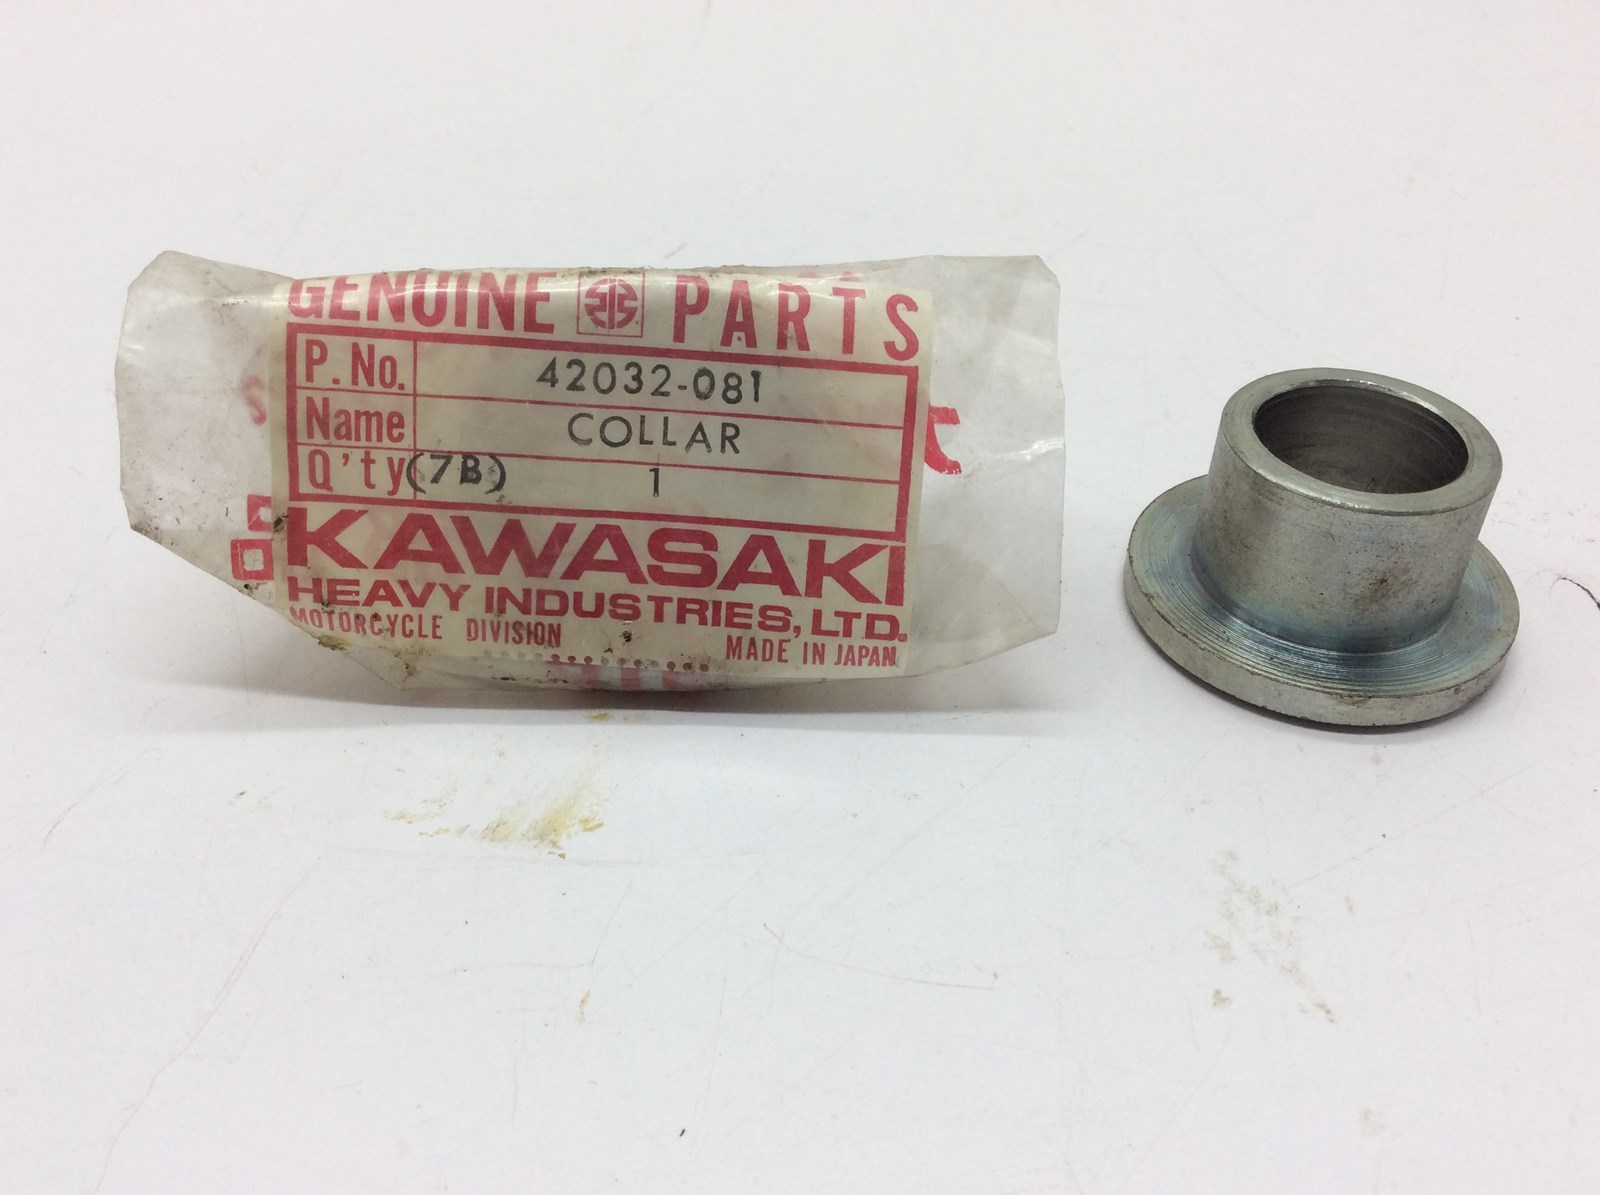 GENUINE PARTS
P. No. 42032-081
Name COLLAR
Q'ty (7B) 1
KAWASAKI
HEAVY INDUSTRIES, LTD.
MOTORCYCLE DIVISION MADE IN JAPAN